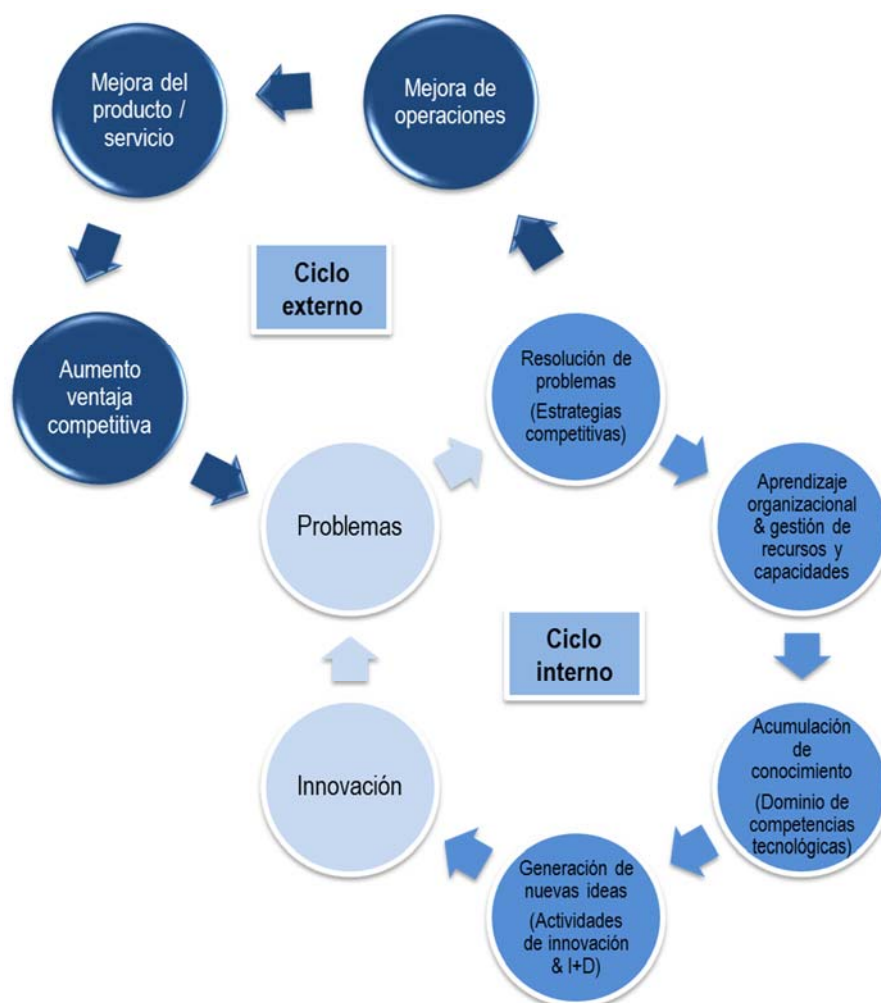 Mejora del
producto /
servicio
Mejora de
operaciones
Ciclo
externo
Aumento
ventaja
competitiva
Resolución de
problemas
(Estrategias
competitivas)
Problemas
Aprendizaje
organizacional
& gestión de
recursos y
capacidades
Ciclo
interno
Innovación
Acumulación
de
conocimiento
(Dominio de
competencias
tecnológicas)
Generación de
nuevas ideas
(Actividades
de innovación
& I+D)